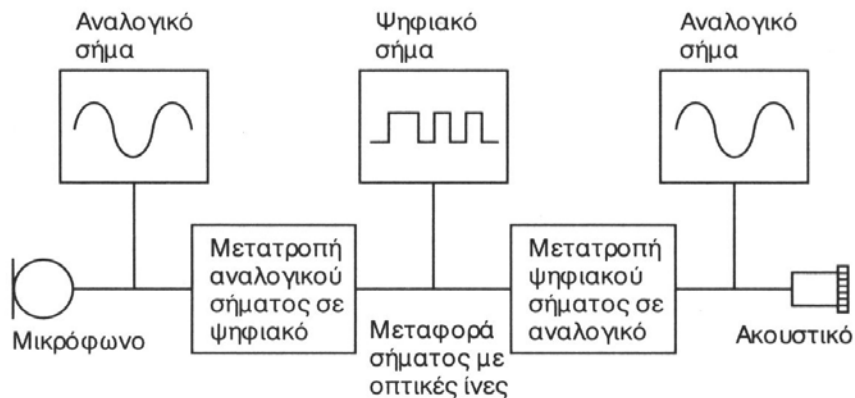 Αναλογικό
σήμα
Ψηφιακό
σήμα
Αναλογικό
σήμα
Μικρόφωνο
Μετατροπή
αναλογικού
σήματος σε
ψηφιακό
Μεταφορά
σήματος με
οπτικές ίνες
Μετατροπή
ψηφιακού
σήματος σε
αναλογικό
Ακουστικό